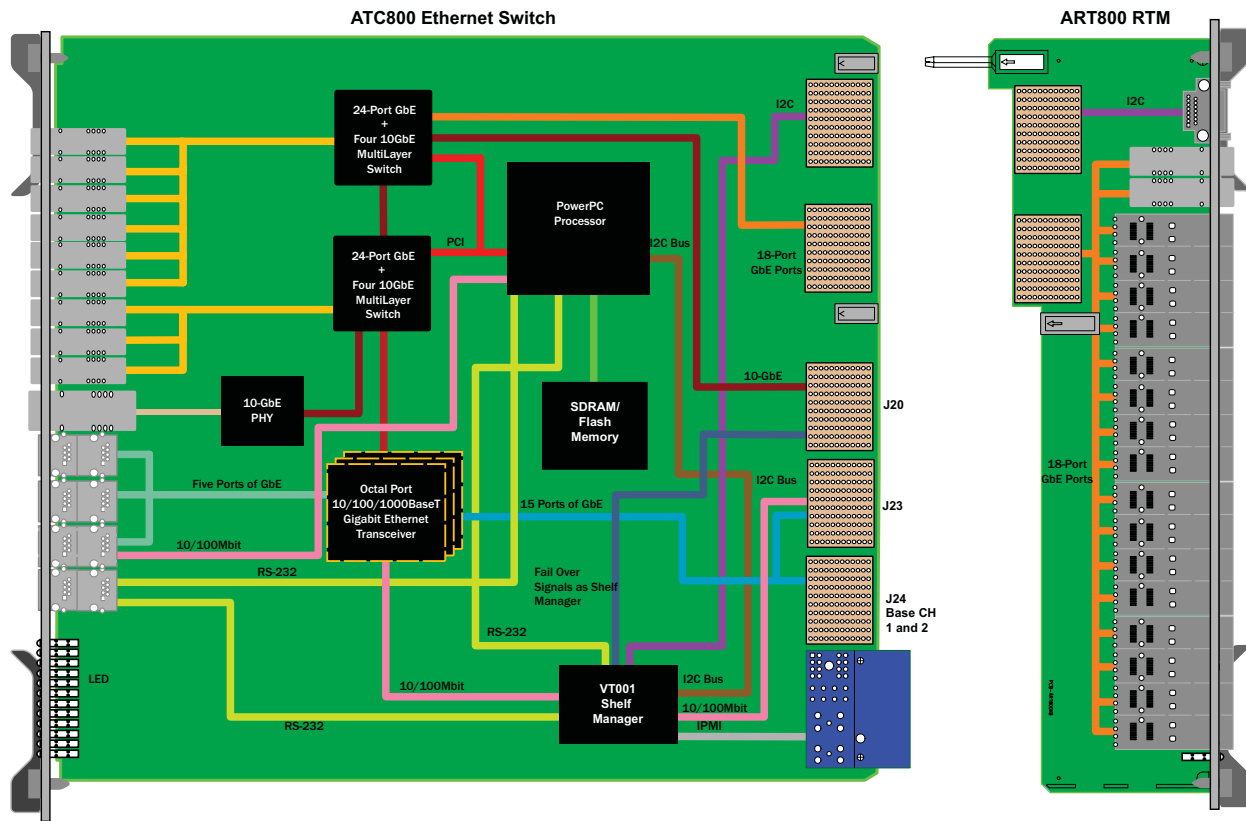 ATC800 Ethernet Switch
ART800 RTM
24-Port GbE
+
Four 10GbE
MultiLayer
Switch
I2C
I2C
PowerPC
Processor
PCI
I2C Bus
24-Port GbE
+
Four 10GbE
MultiLayer
Switch
18-Port
GbE Ports
10-GbE
10-GbE
PHY
SDRAM/
Flash
Memory
J20
Five Ports of GbE
Octal Port
10/100/1000BaseT
Gigabit Ethernet
Transceiver
15 Ports of GbE
I2C Bus
J23
18-Port
GbE Ports
10/100Mbit
RS-232
Fail Over
Signals as Shelf
Manager
J24
Base CH
1 and 2
RS-232
LED
10/100Mbit
VT001
Shelf
Manager
I2C Bus
10/100Mbit
RS-232
IPMI